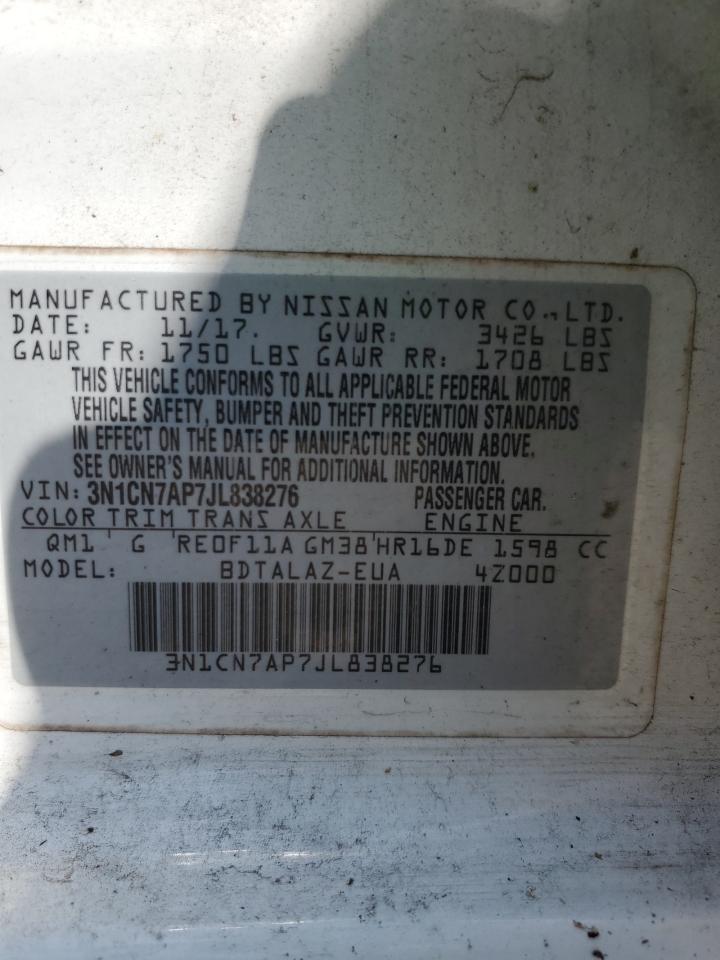 MANUFACTURED BY NISSAN MOTOR CO.,LTD.
DATE: 11/17. GVWR: 3426 LBS
GAWR FR: 1750 LBS GAWR RR: 1708 LBS
THIS VEHICLE CONFORMS TO ALL APPLICABLE FEDERAL MOTOR
VEHICLE SAFETY, BUMPER AND THEFT PREVENTION STANDARDS
IN EFFECT ON THE DATE OF MANUFACTURE SHOWN ABOVE.
SEE OWNER'S MANUAL FOR ADDITIONAL INFORMATION.
VIN: 3N1CN7AP7JL838276 PASSENGER CAR.
COLOR TRIM TRANS AXLE ENGINE
QM1 G RE0F11A GM38 HR16DE 1598 CC
MODEL: BDTALAZ-EUA 4Z000
3N1CN7AP7JL838276